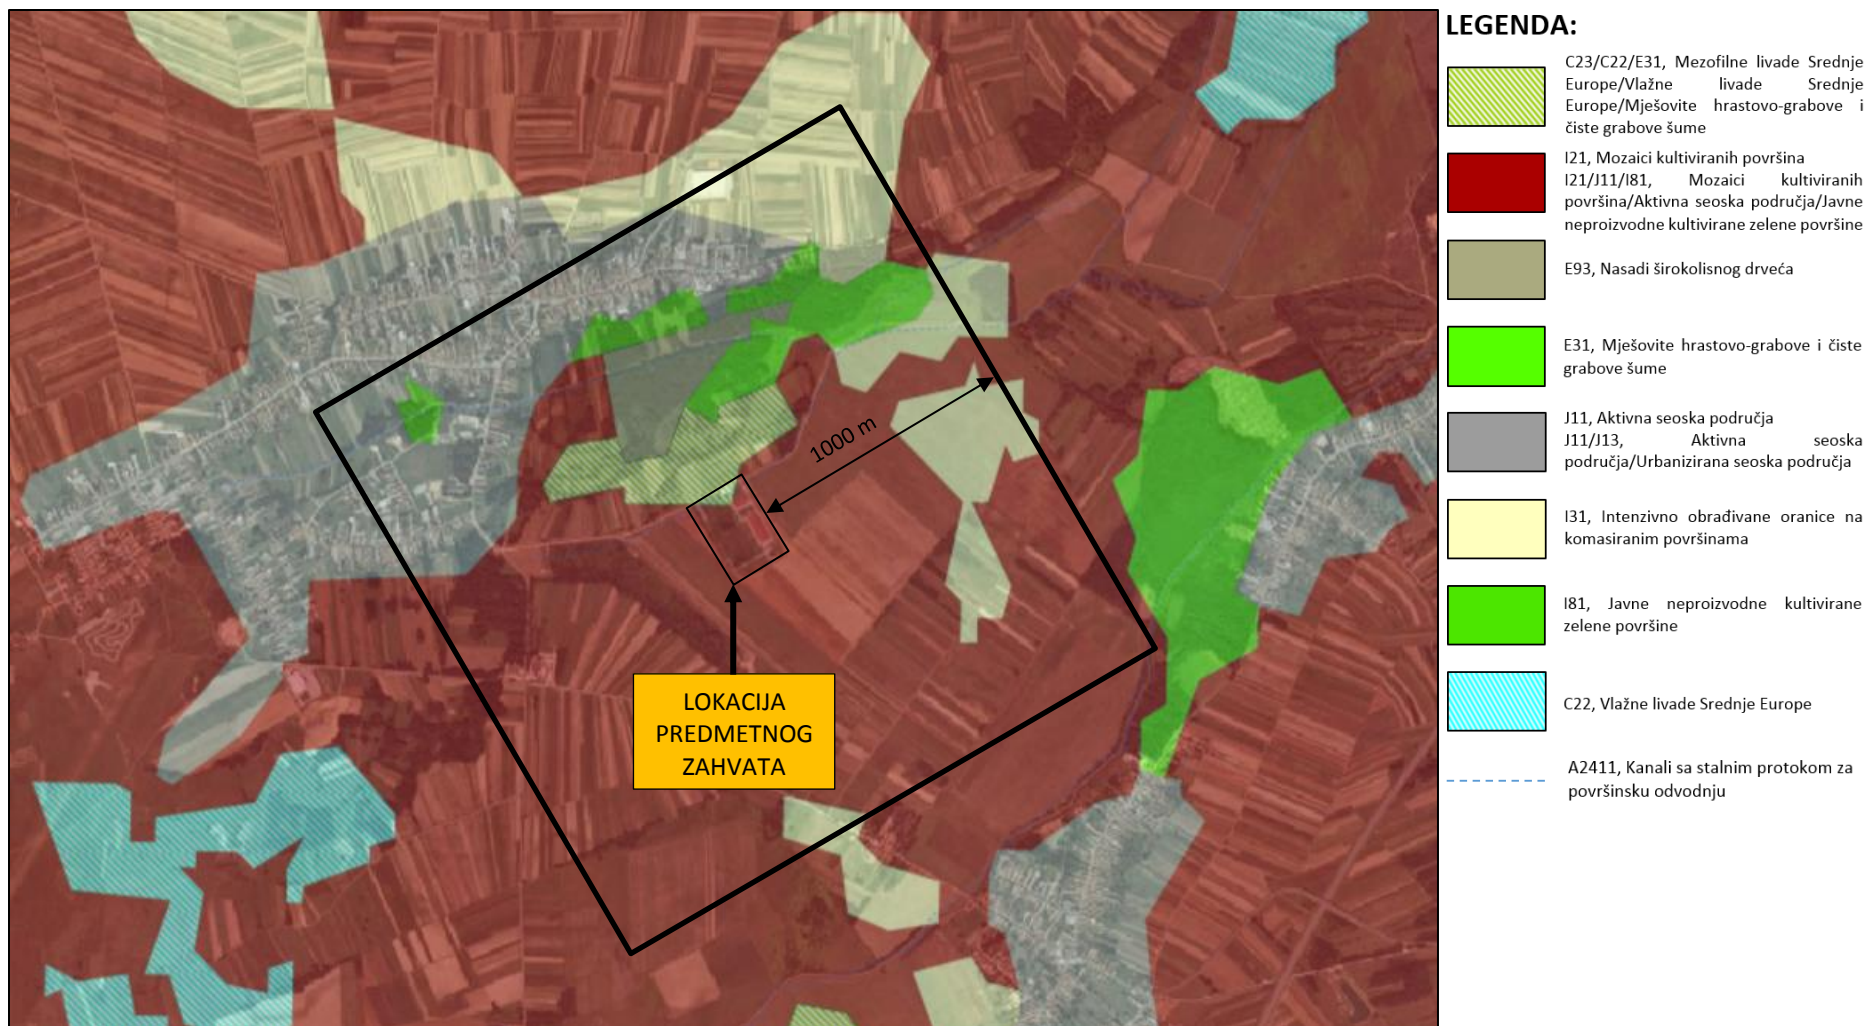 LEGENDA:
C23/C22/E31, Mezofilne livade Srednje
Europe/Vlažne livade Srednje
Europe/Mješovite hrastovo-grabove i
čiste grabove šume
I21, Mozaici kultiviranih površina
I21/J11/I81, Mozaici kultiviranih
površina/Aktivna seoska područja/Javne
neproizvodne kultivirane zelene površine
E93, Nasadi širokolisnog drveća
E31, Mješovite hrastovo-grabove i čiste
grabove šume
J11, Aktivna seoska područja
J11/J13, Aktivna seoska
područja/Urbanizirana seoska područja
I31, Intenzivno obrađivane oranice na
komasiranim površinama
I81, Javne neproizvodne kultivirane
zelene površine
C22, Vlažne livade Srednje Europe
A2411, Kanali sa stalnim protokom za
površinsku odvodnju
1000 m
LOKACIJA
PREDMETNOG
ZAHVATA